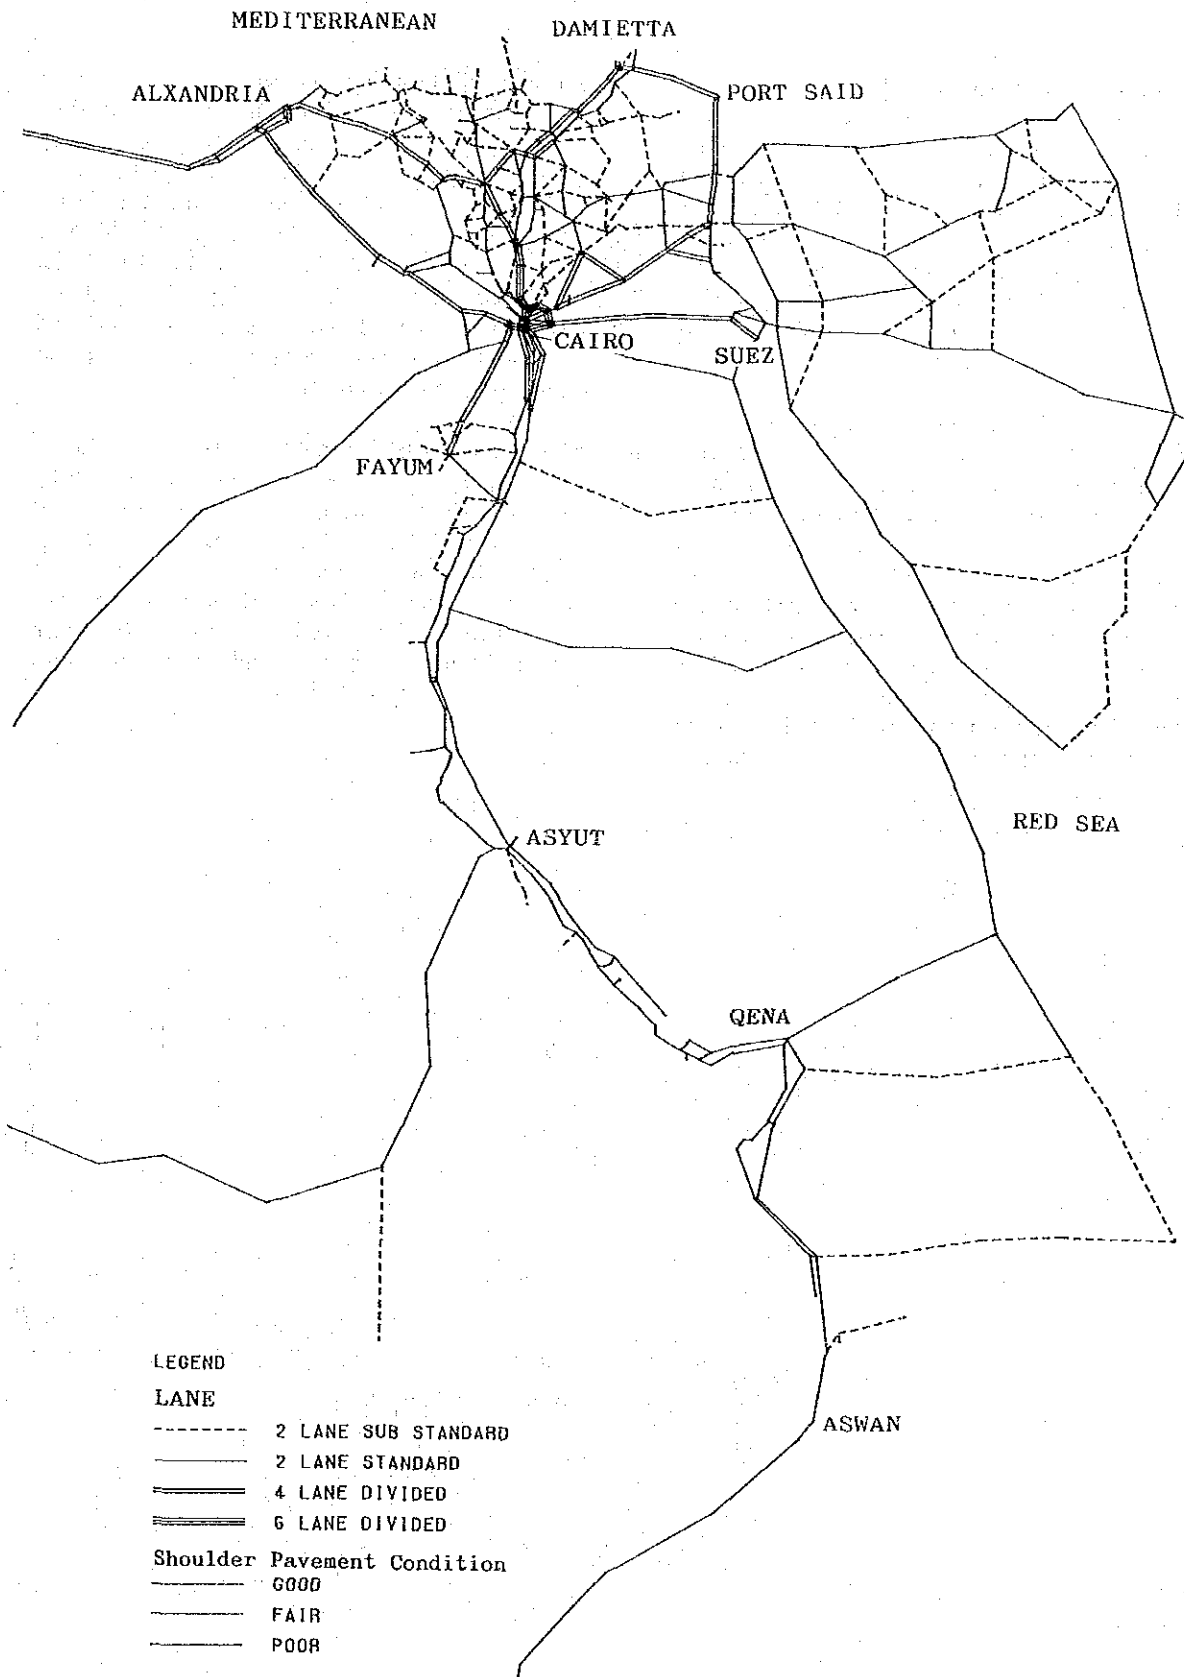 MEDITERRANEAN
DAMIETTA
ALXANDRIA
PORT SAID
CAIRO
SUEZ
FAYUM
RED SEA
ASYUT
QENA
ASWAN
LEGEND
LANE
2 LANE SUB STANDARD
2 LANE STANDARD
4 LANE DIVIDED
6 LANE DIVIDED
Shoulder Pavement Condition
GOOD
FAIR
POOR